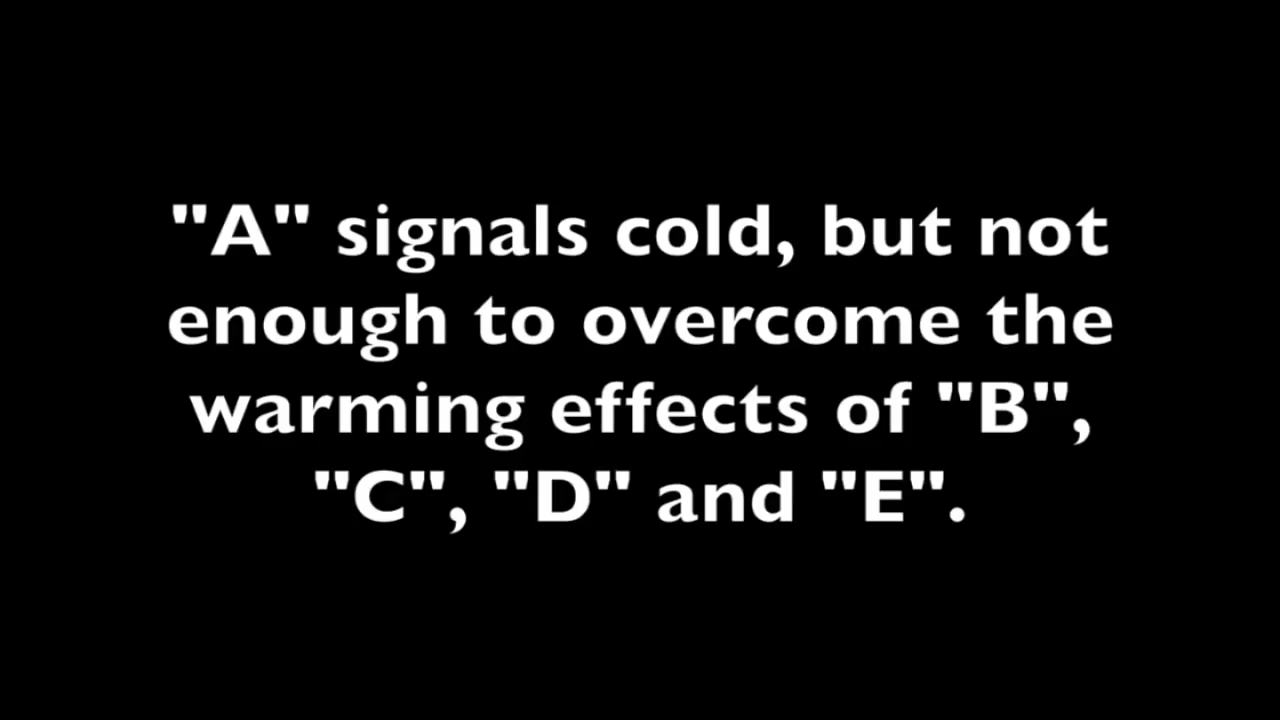 "A" signals cold, but not
enough to overcome the
warming effects of "B",
"C", "D" and "E".